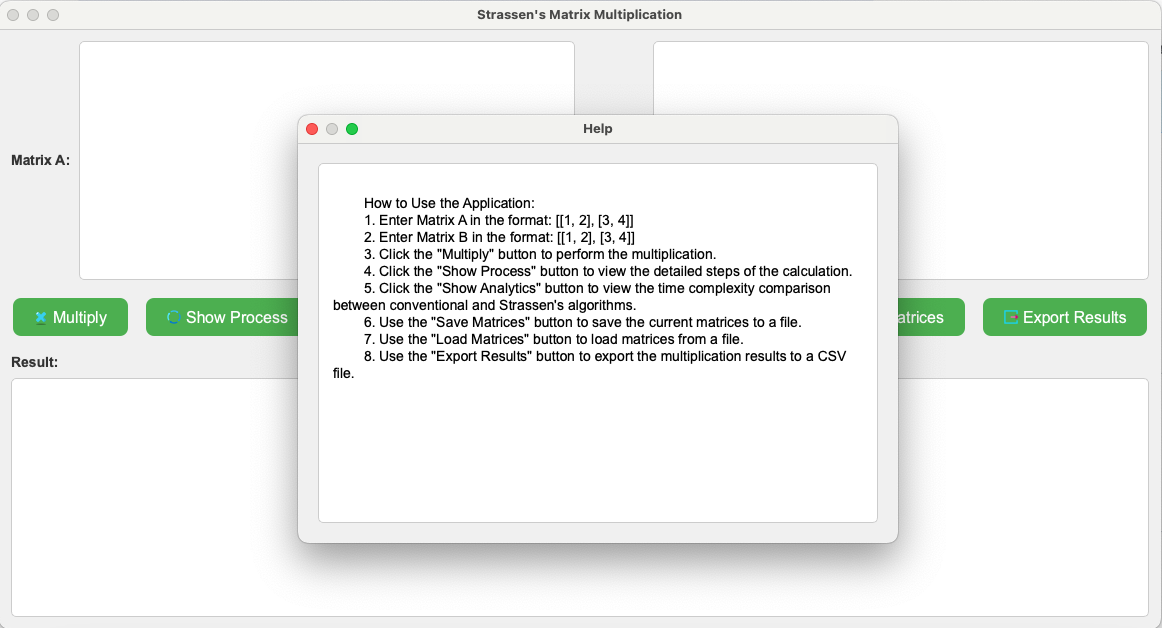 Strassen's Matrix Multiplication
Help
Matrix A:
How to Use the Application:
1. Enter Matrix A in the format: [[1, 2], [3, 4]]
2. Enter Matrix B in the format: [[1, 2], [3, 4]]
3. Click the "Multiply" button to perform the multiplication.
4. Click the "Show Process" button to view the detailed steps of the calculation.
5. Click the "Show Analytics" button to view the time complexity comparison
between conventional and Strassen's algorithms.
6. Use the "Save Matrices" button to save the current matrices to a file.
7. Use the "Load Matrices" button to load matrices from a file.
8. Use the "Export Results" button to export the multiplication results to a CSV
file.
Multiply
Show Process
atrices
Export Results
Result: